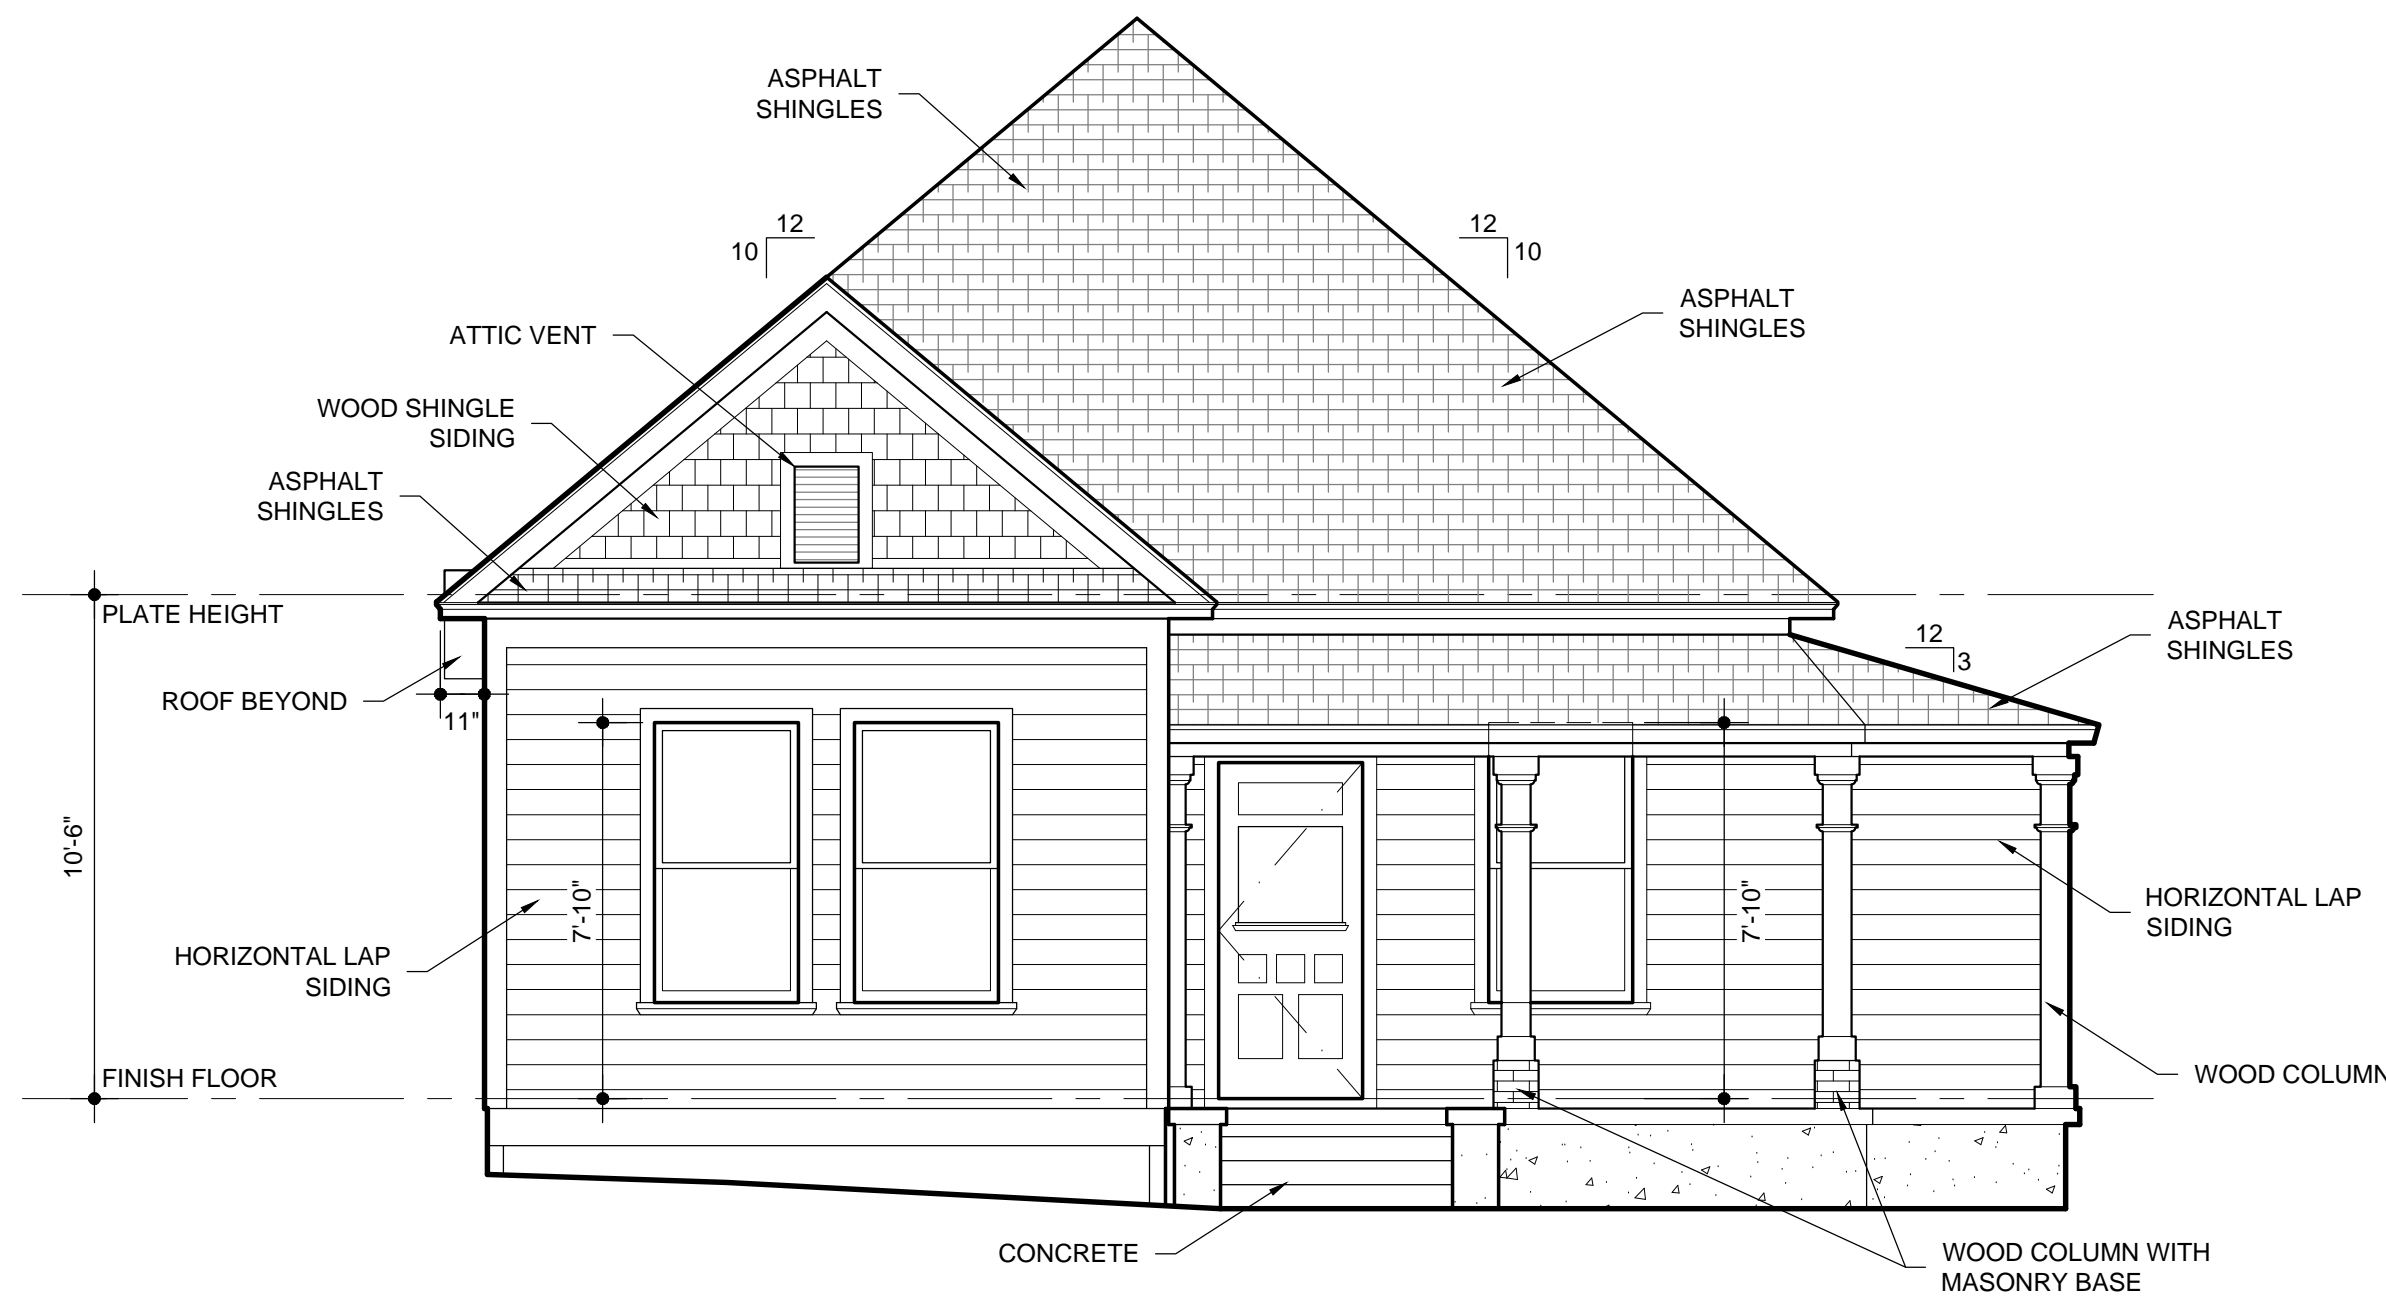 ASPHALT
SHINGLES
12
10
12
10
ASPHALT
SHINGLES
ATTIC VENT
WOOD SHINGLE
SIDING
ASPHALT
SHINGLES
PLATE HEIGHT
ASPHALT
SHINGLES
12
3
ROOF BEYOND
11"
10'-6"
7'-10"
7'-10"
HORIZONTAL LAP
SIDING
HORIZONTAL LAP
SIDING
FINISH FLOOR
WOOD COLUMN
CONCRETE
WOOD COLUMN WITH
MASONRY BASE